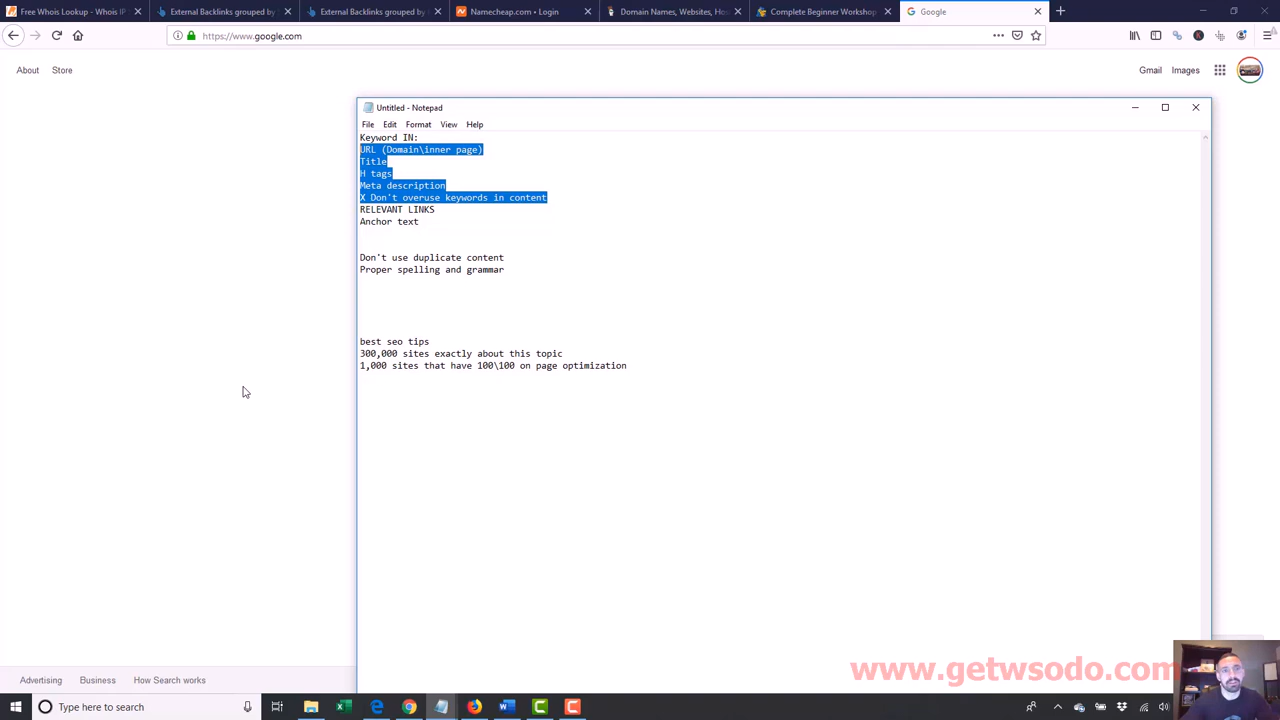 Free Whois Lookup - Whois IP
External Backlinks grouped by
External Backlinks grouped by
Namecheap.com • Login
Domain Names, Websites, Ho
Complete Beginner Workshop
Google
https://www.google.com
About
Store
Gmail
Images
Untitled - Notepad
File
Edit
Format
View
Help
Keyword IN:
URL (Domain\inner page)
Title
H tags
Meta description
X Don't overuse keywords in content
RELEVANT LINKS
Anchor text
Don't use duplicate content
Proper spelling and grammar
best seo tips
300,000 sites exactly about this topic
1,000 sites that have 100\100 on page optimization
www.getwsodo.com
Advertising
Business
How Search works
Type here to search